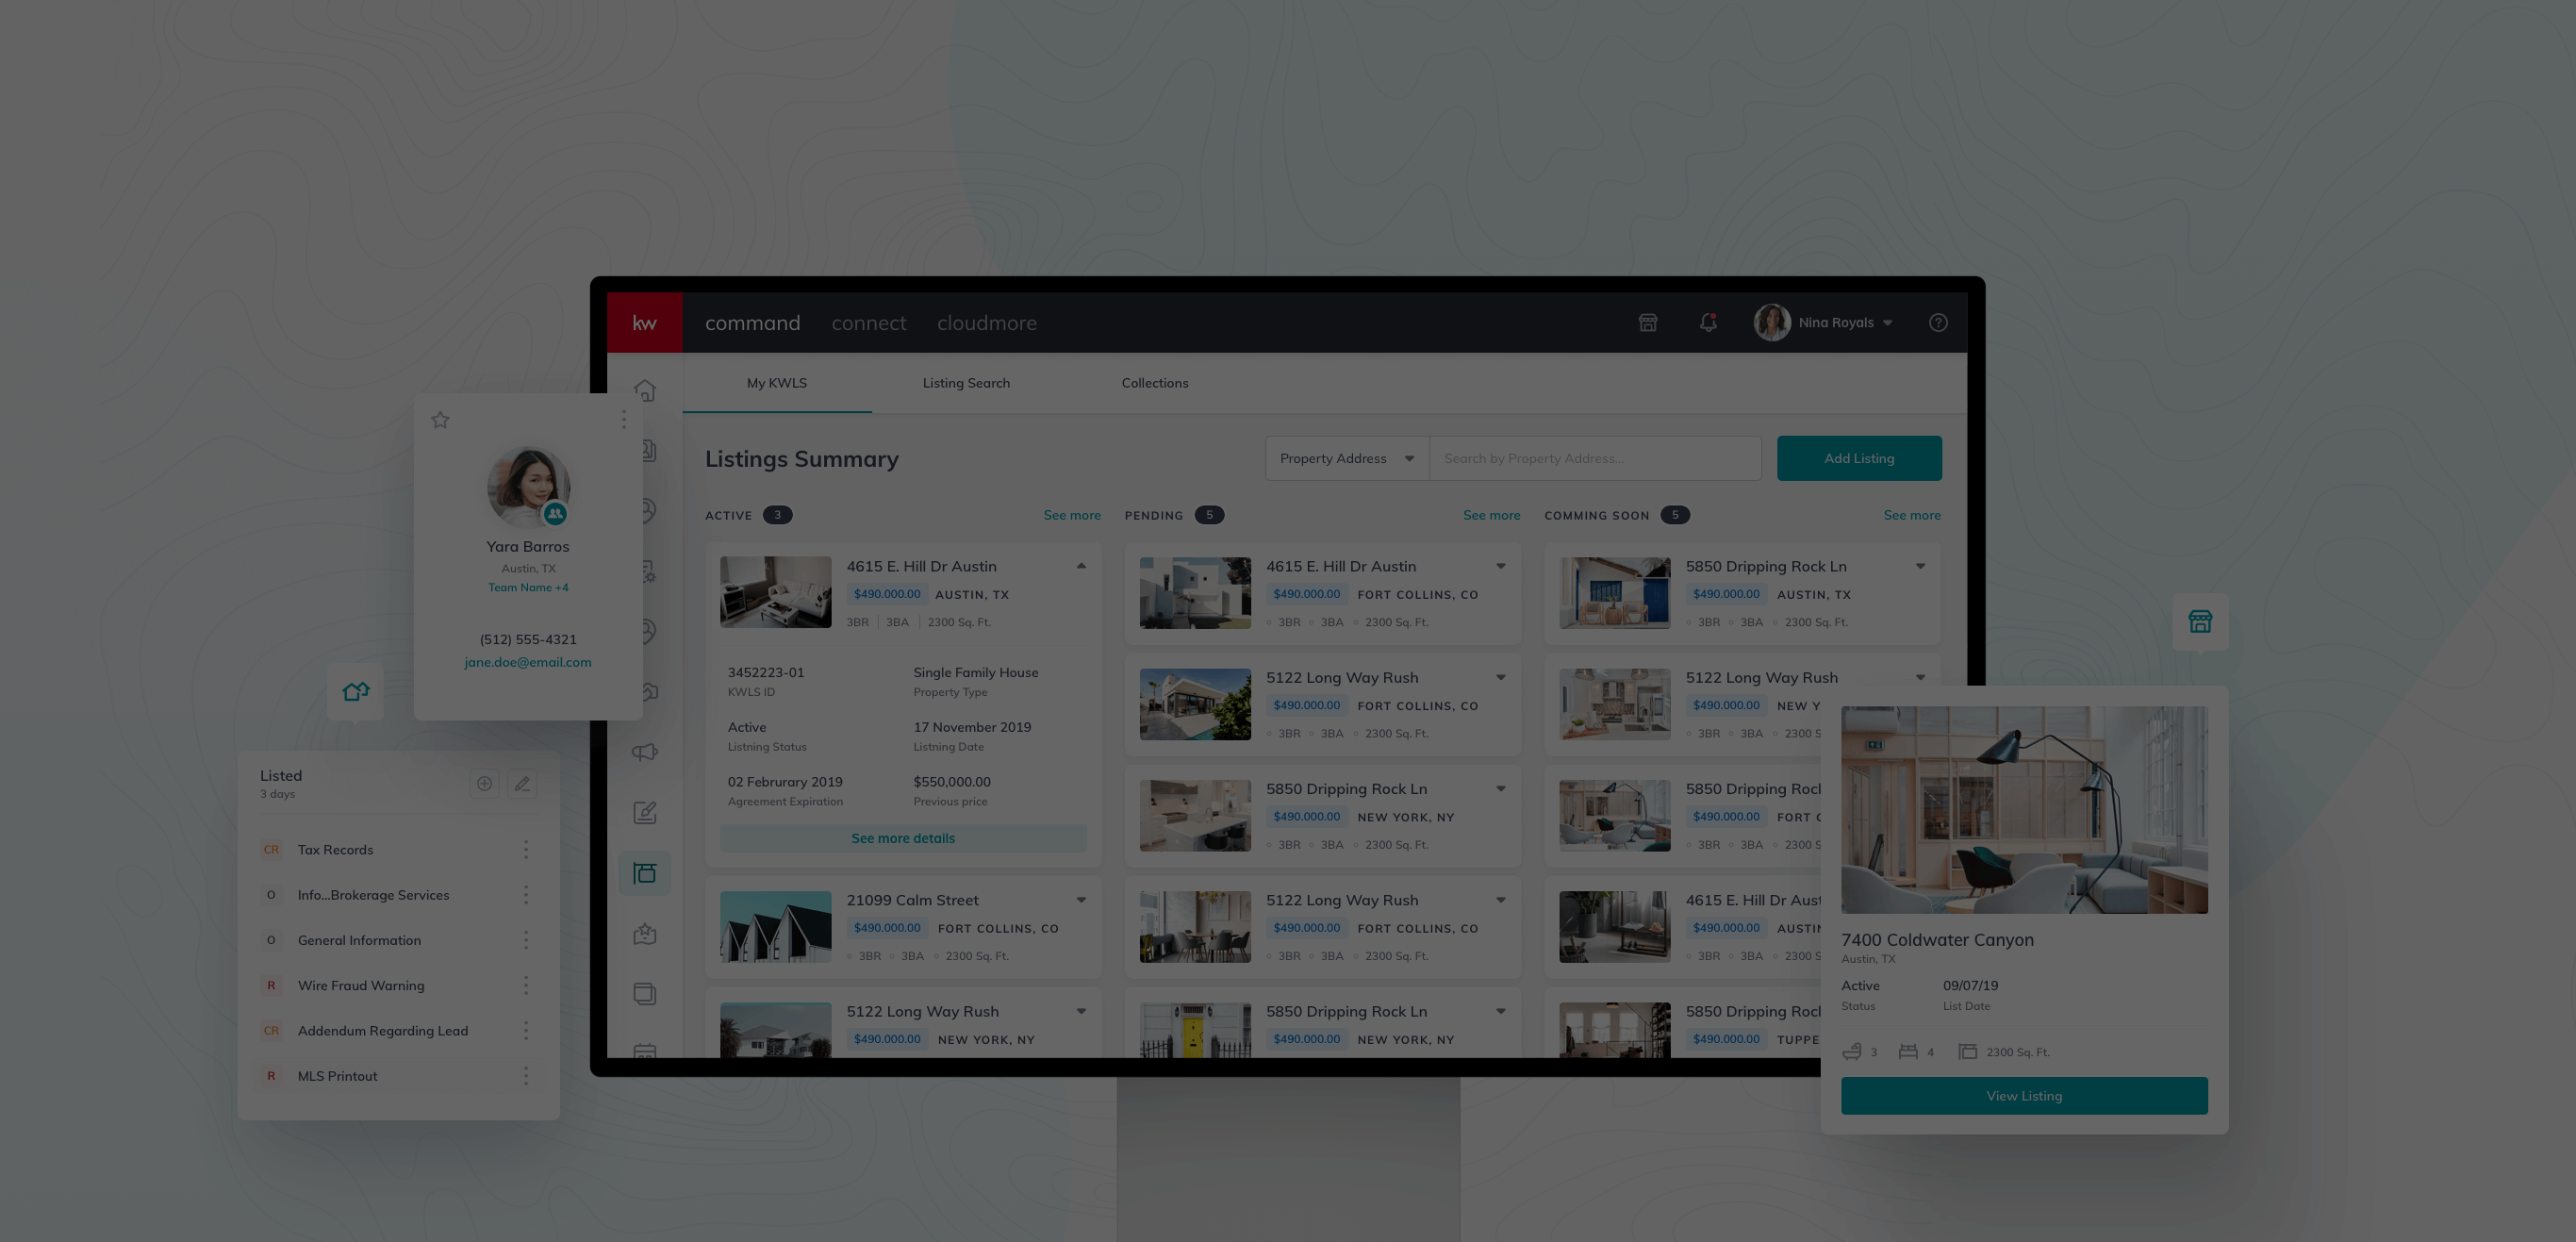 kw
command connect cloudmore
Nina Royals
My KWLS Listing Search Collections
Listings Summary
Property Address
Search by Property Address...
Add Listing
ACTIVE 3 See more
4615 E. Hill Dr Austin
$490.000.00 AUSTIN, TX
3BR 3BA 2300 Sq. Ft.
3452223-01 Single Family House
KWLS ID Property Type
Active 17 November 2019
Listning Status Listning Date
02 Februrary 2019 $550,000.00
Agreement Expiration Previous price
See more details
21099 Calm Street
$490.000.00 FORT COLLINS, CO
3BR 3BA 2300 Sq. Ft.
5122 Long Way Rush
$490.000.00 NEW YORK, NY
PENDING 5 See more
4615 E. Hill Dr Austin
$490.000.00 FORT COLLINS, CO
3BR 3BA 2300 Sq. Ft.
5122 Long Way Rush
$490.000.00 FORT COLLINS, CO
3BR 3BA 2300 Sq. Ft.
5850 Dripping Rock Ln
$490.000.00 NEW YORK, NY
3BR 3BA 2300 Sq. Ft.
5122 Long Way Rush
$490.000.00 FORT COLLINS, CO
3BR 3BA 2300 Sq. Ft.
5850 Dripping Rock Ln
$490.000.00 NEW YORK, NY
COMMING SOON 5 See more
5850 Dripping Rock Ln
$490.000.00 AUSTIN, TX
3BR 3BA 2300 Sq. Ft.
5122 Long Way Rush
$490.000.00 NEW Y
3BR 3BA 2300 S
5850 Dripping Rock
$490.000.00 FORT C
3BR 3BA 2300 S
4615 E. Hill Dr Aust
$490.000.00 AUSTIN
3BR 3BA 2300 S
5850 Dripping Rock
$490.000.00 TUPPE
Yara Barros
Austin, TX
Team Name +4
(512) 555-4321
jane.doe@email.com
Listed
3 days
CR Tax Records
O Info...Brokerage Services
O General Information
R Wire Fraud Warning
CR Addendum Regarding Lead
R MLS Printout
7400 Coldwater Canyon
Austin, TX
Active 09/07/19
Status List Date
3 4 2300 Sq. Ft.
View Listing